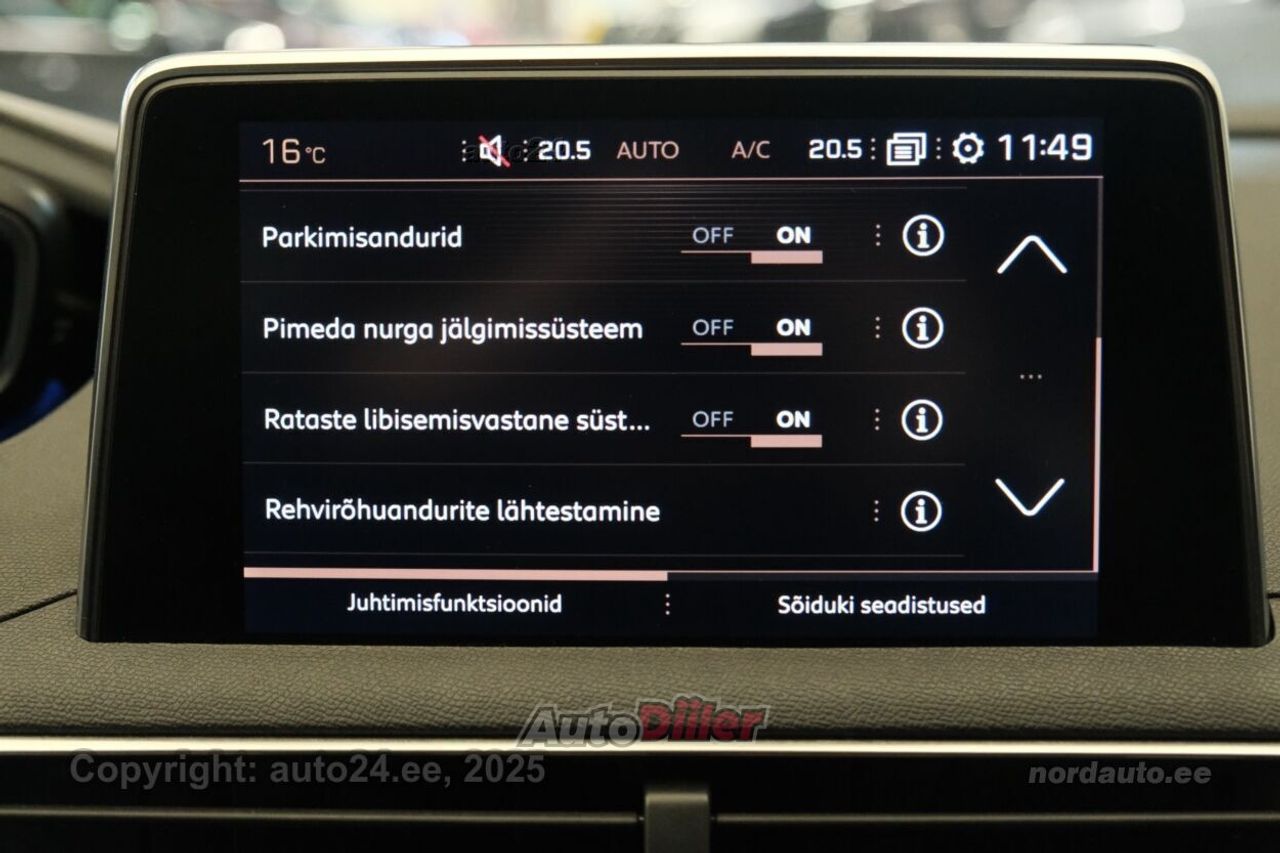 16 °C 20.5 AUTO A/C 20.5 11:49
Parkimisandurid OFF ON
Pimeda nurga jälgimissüsteem OFF ON
Rataste libisemisvastane süst... OFF ON
Rehvirõhuandurite lähtestamine
Juhtimisfunktsioonid Sõiduki seadistused
AutoDiiler
Copyright: auto24.ee, 2025
nordauto.ee